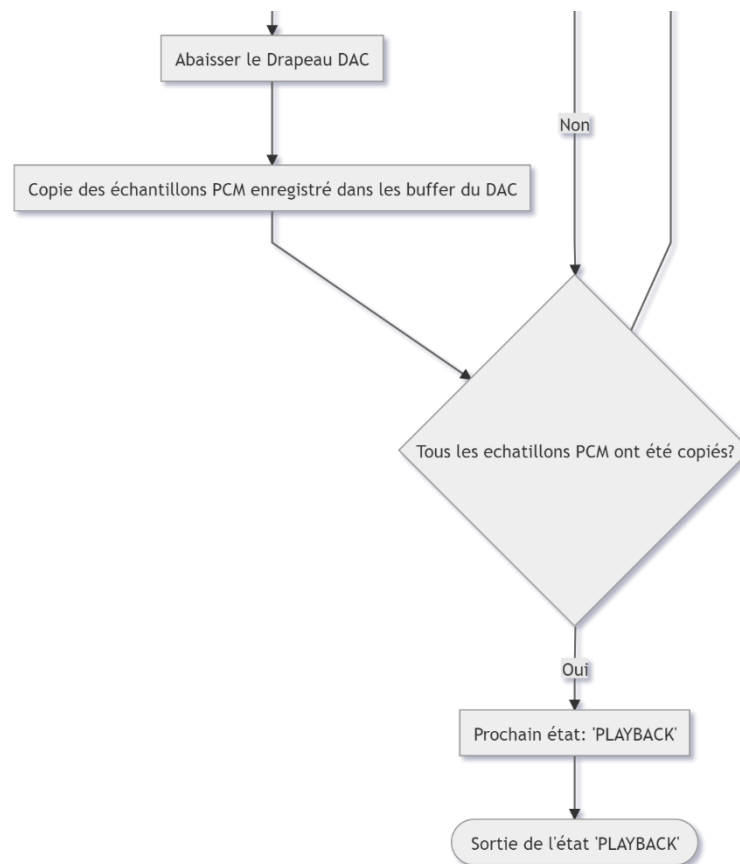 Abaisser le Drapeau DAC
Non
Copie des échantillons PCM enregistré dans les buffer du DAC
Tous les echatillons PCM ont été copiés?
Oui
Prochain état: 'PLAYBACK'
Sortie de l'état 'PLAYBACK'